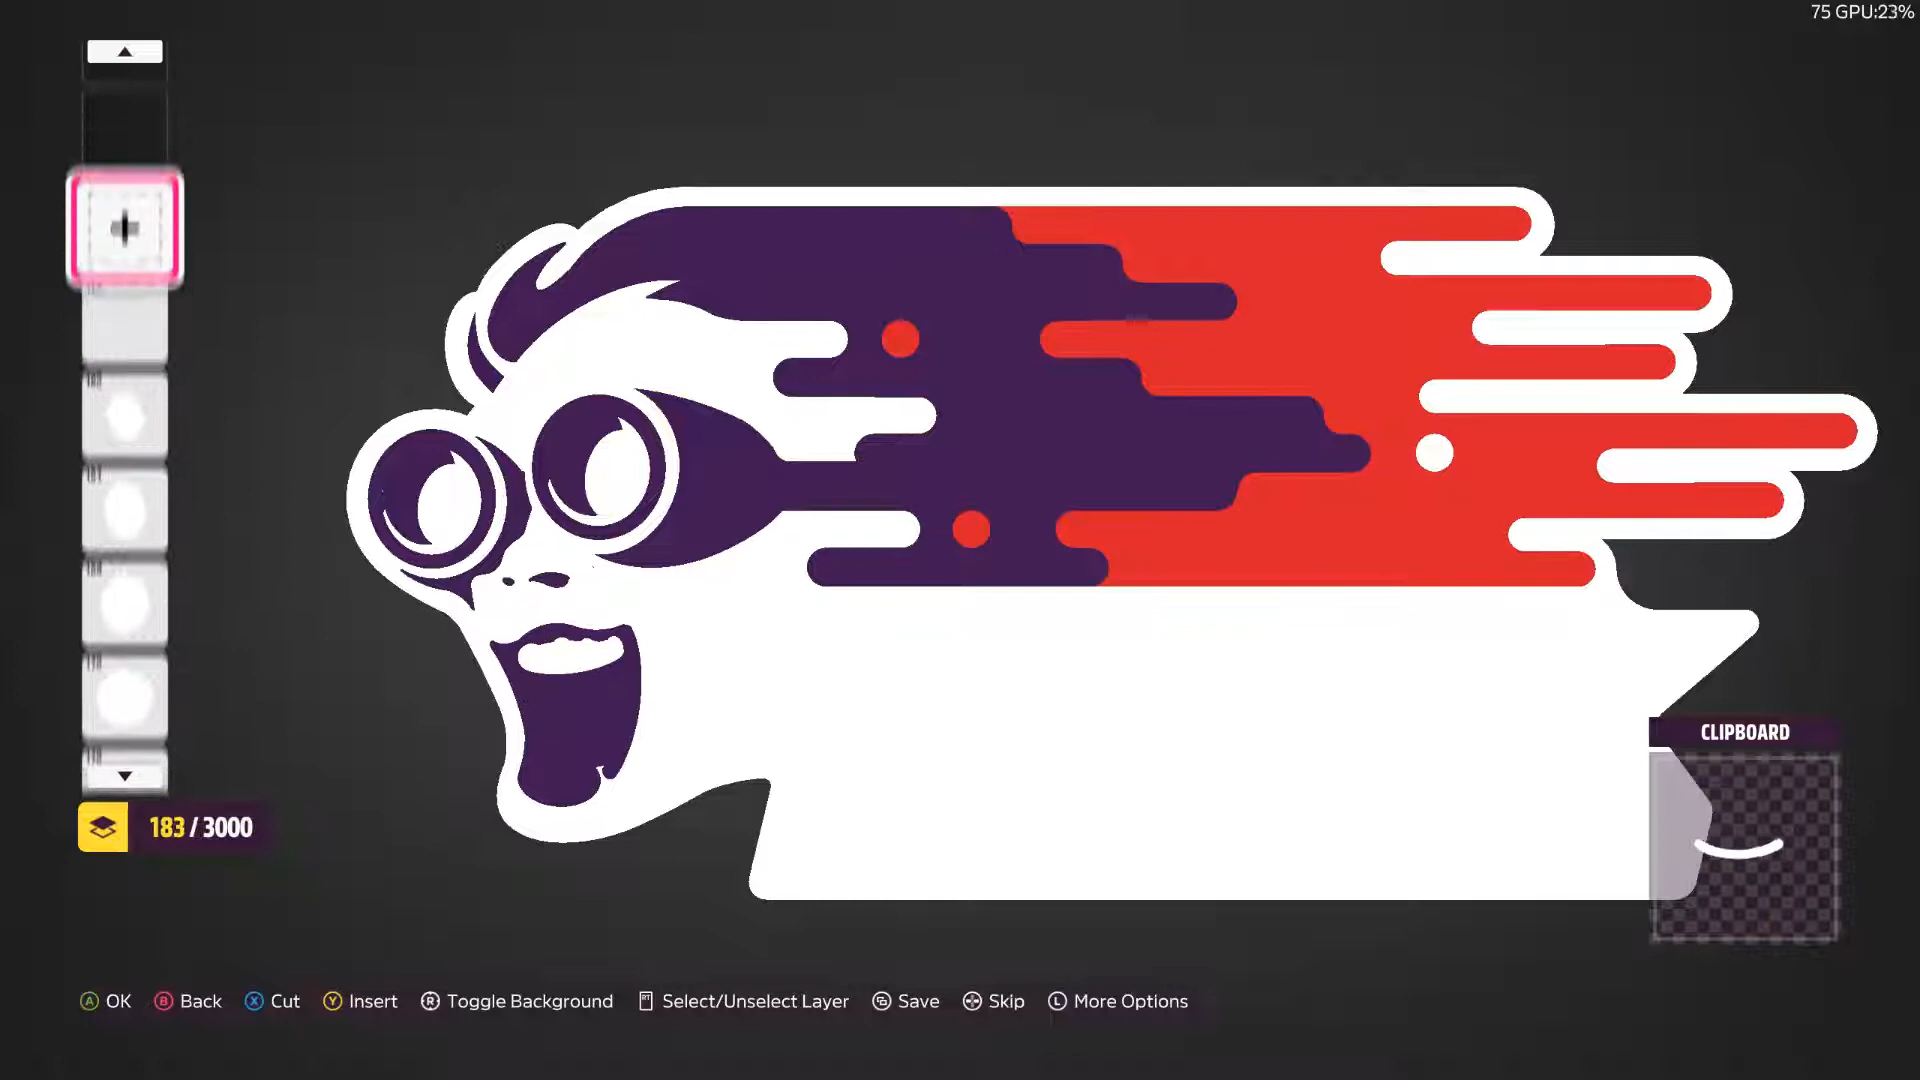 75 GPU:23%
183 / 3000
CLIPBOARD
A OK B Back X Cut Y Insert R Toggle Background RT Select/Unselect Layer Save Skip L More Options